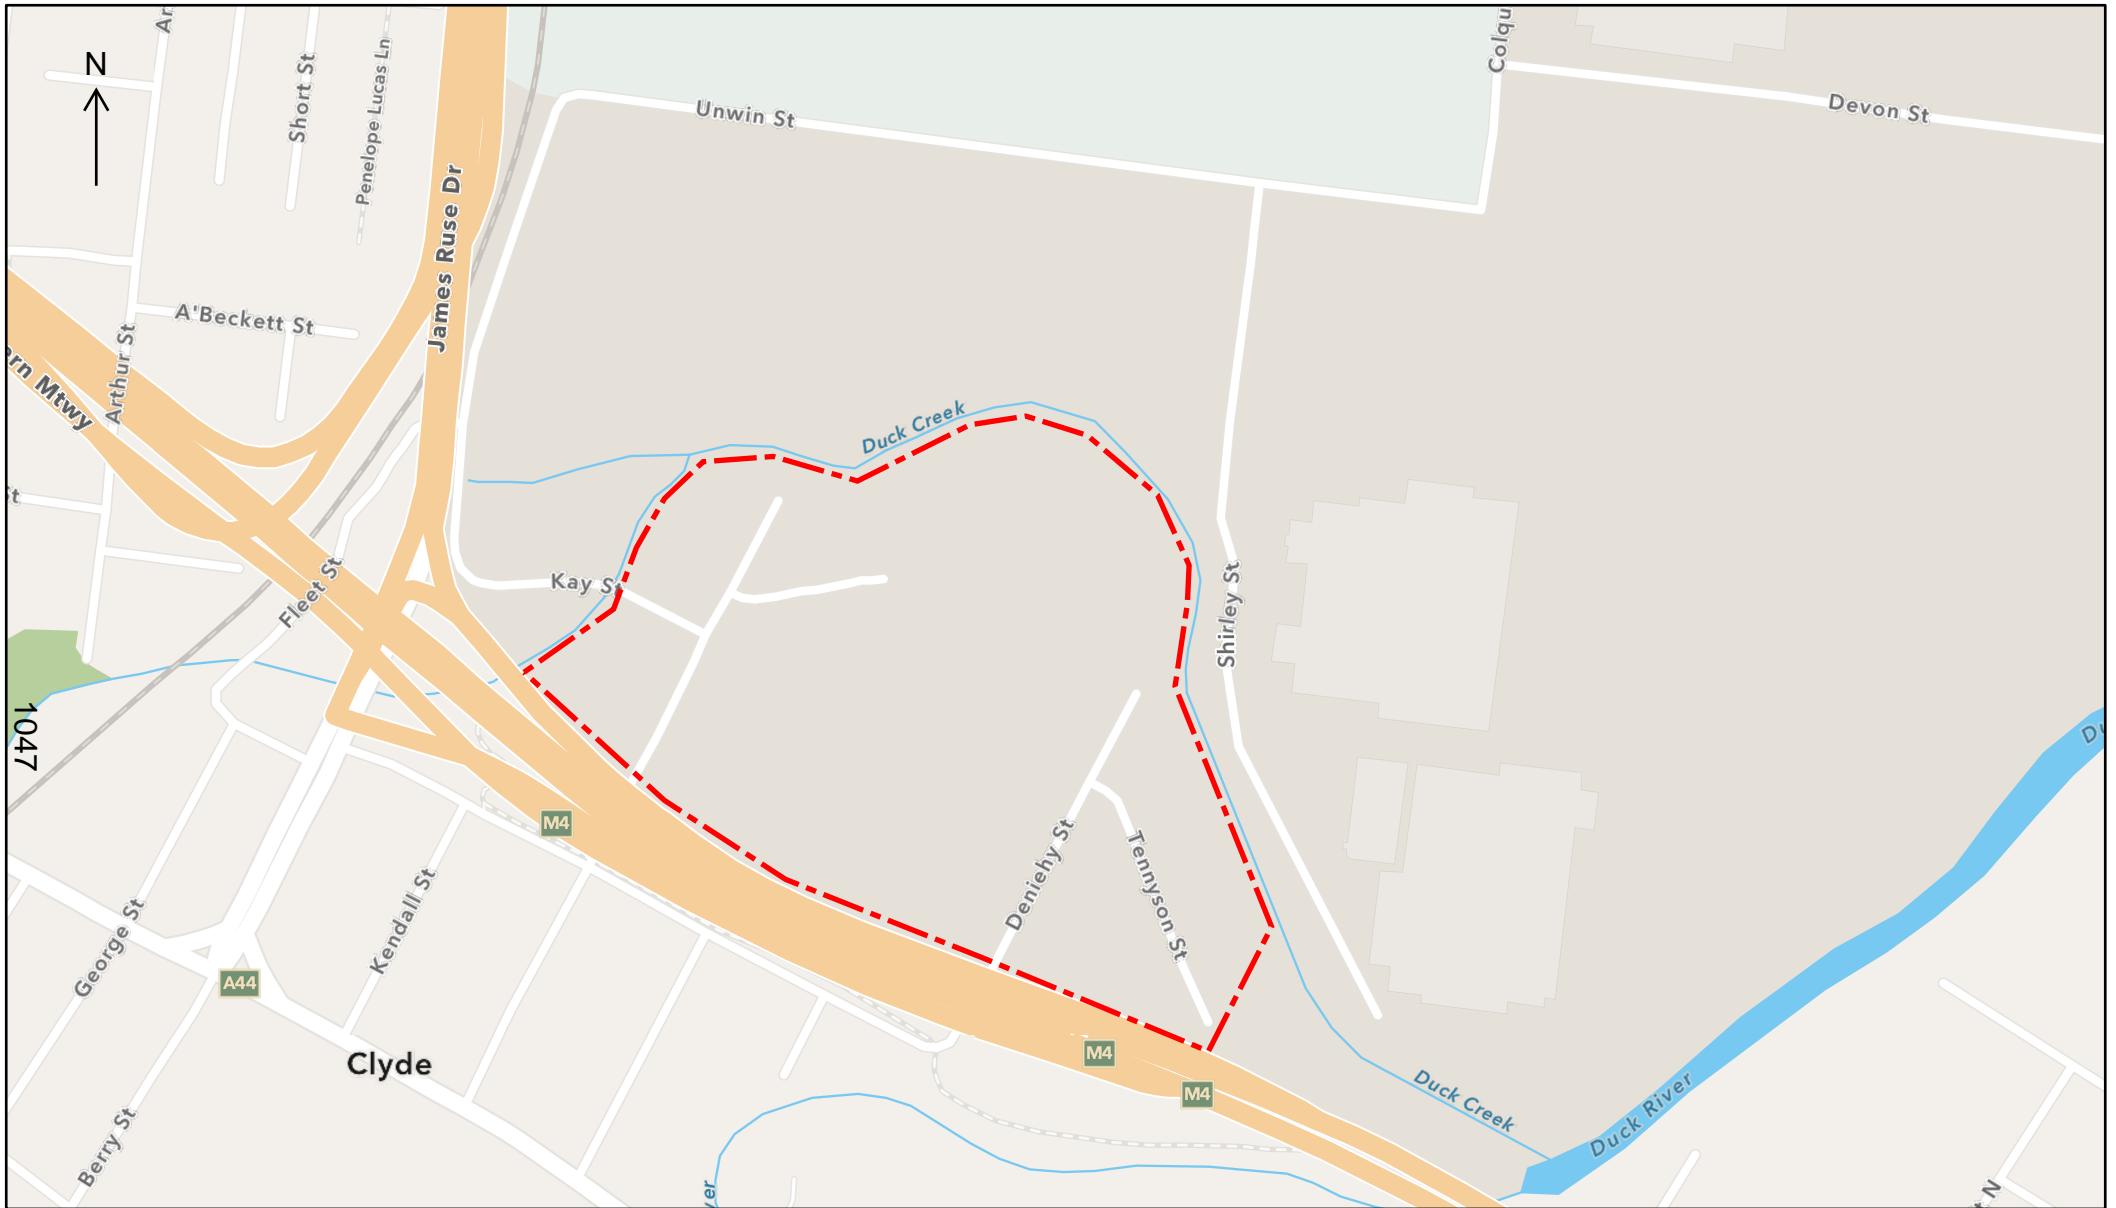 N
Short St
Penelope Lucas Ln
Unwin St
Devon St
James Ruse Dr
A'Beckett St
Arthur St
Mtwy
Duck Creek
St
Fleet St
Kay St
Shirley St
1047
M4
Deniehy St
Tennyson St
Kendall St
George St
A44
Clyde
M4
M4
Duck Creek
Duck River
Berry St
N